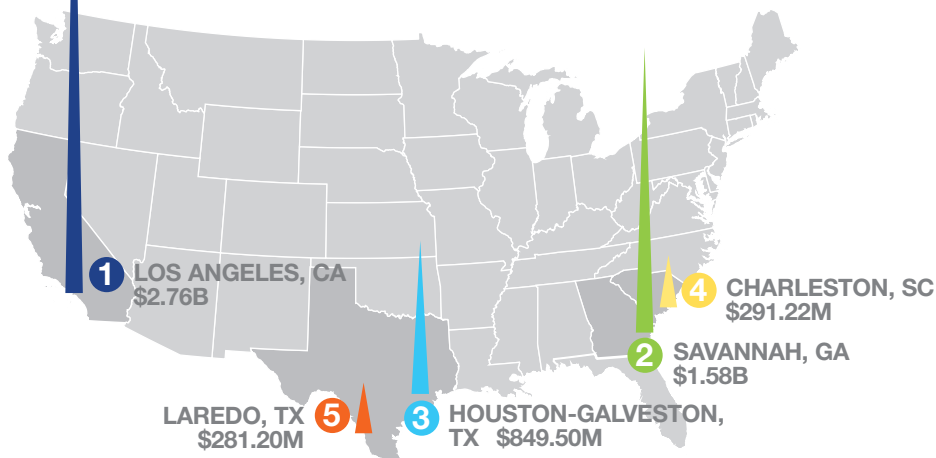 1 LOS ANGELES, CA
$2.76B
4 CHARLESTON, SC
$291.22M
2 SAVANNAH, GA
$1.58B
LAREDO, TX 5
$281.20M
3 HOUSTON-GALVESTON,
TX $849.50M